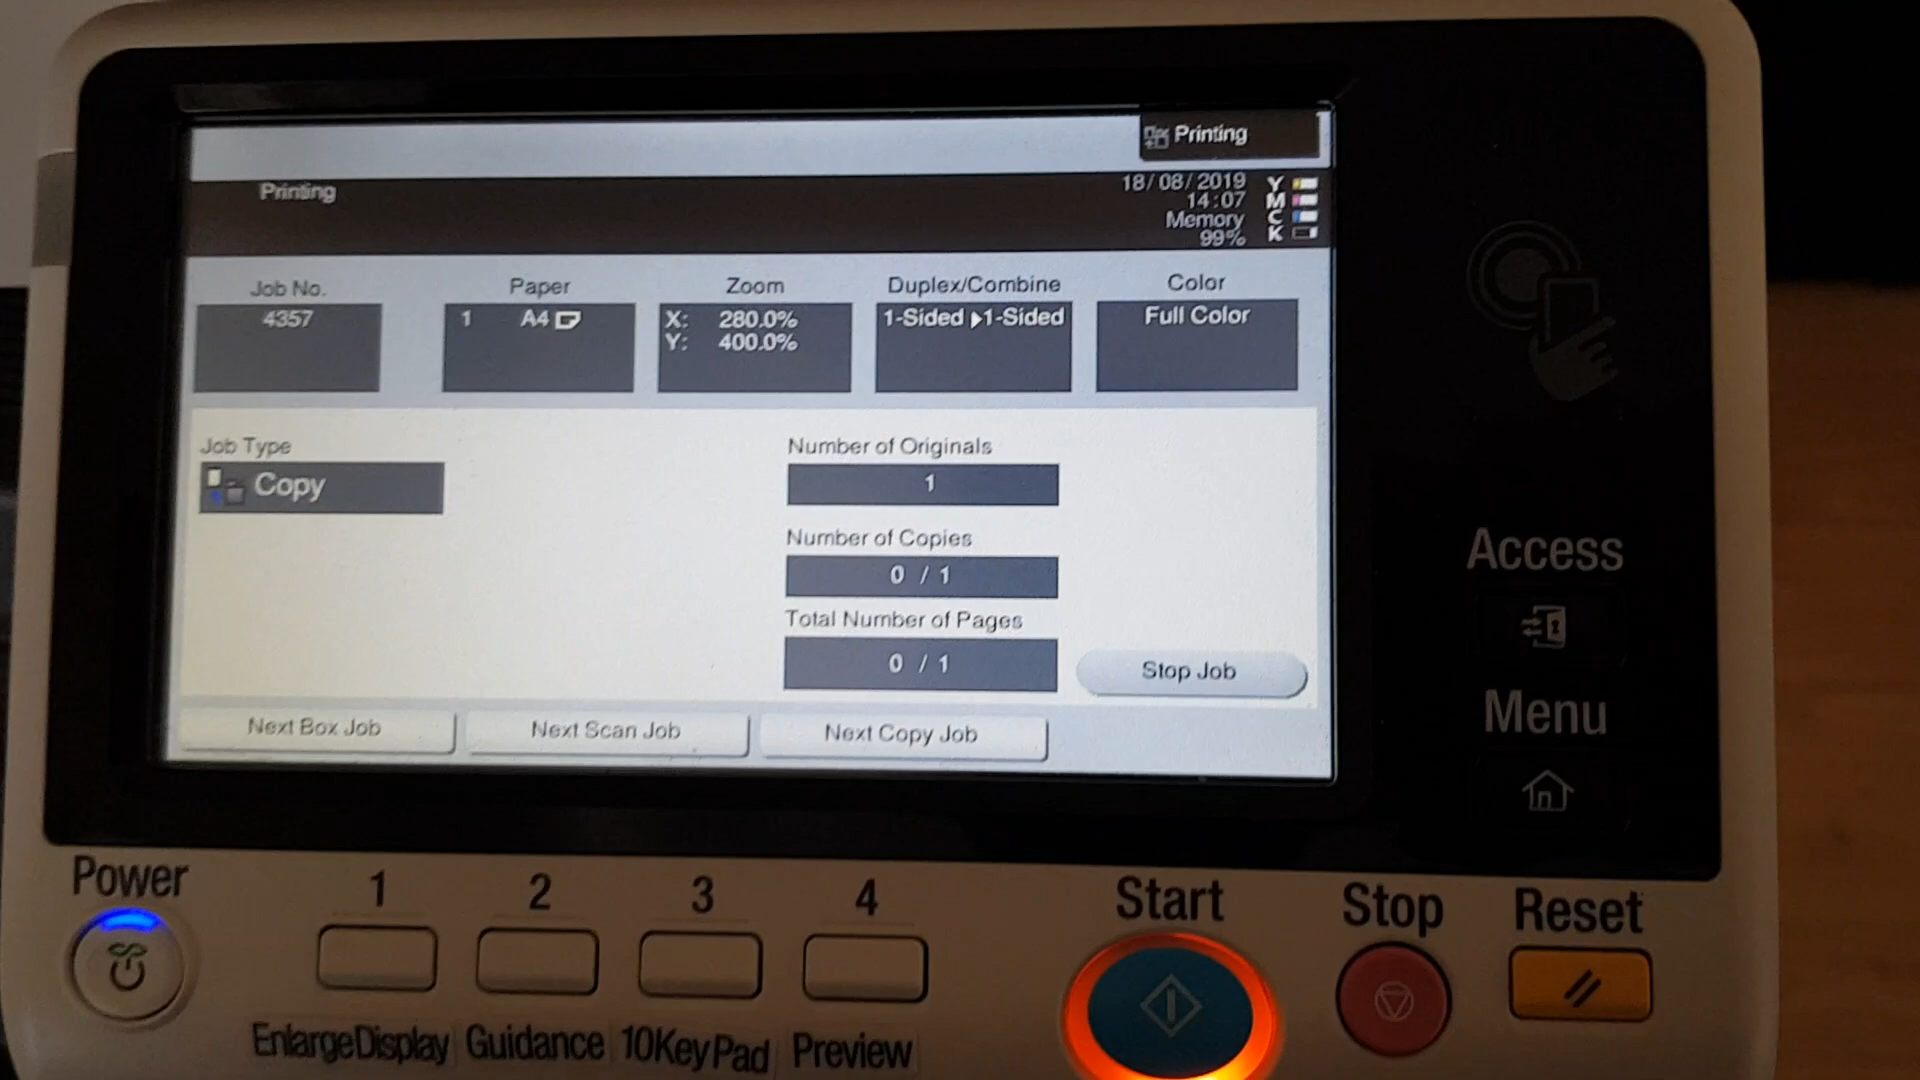 Printing
Printing
18/08/2019
14:07
Memory
99%
Y
M
C
K
Job No.
4357
Paper
1 A4
Zoom
X: 280.0%
Y: 400.0%
Duplex/Combine
1-Sided ▶1-Sided
Color
Full Color
Job Type
Copy
Number of Originals
1
Number of Copies
0 / 1
Total Number of Pages
0 / 1
Stop Job
Next Box Job
Next Scan Job
Next Copy Job
Access
Menu
Power
1
2
3
4
Start
Stop
Reset
EnlargeDisplay
Guidance
10KeyPad
Preview